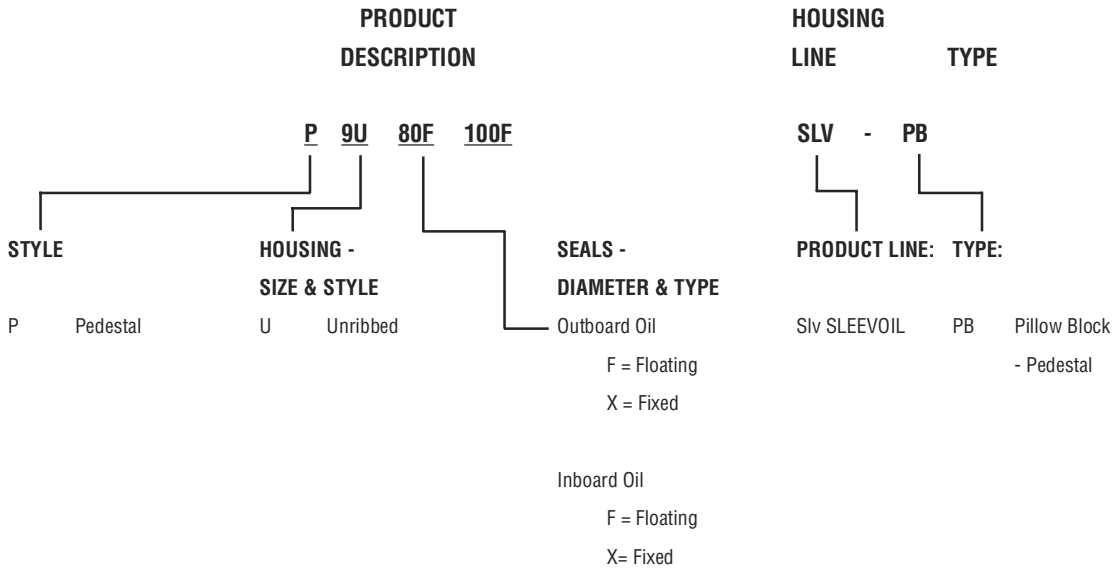 PRODUCT HOUSING
DESCRIPTION LINE TYPE
P 9U 80F 100F SLV - PB
STYLE HOUSING - SEALS - PRODUCT LINE: TYPE:
SIZE & STYLE DIAMETER & TYPE
P Pedestal U Unribbed Outboard Oil Slv SLEEVOIL PB Pillow Block
F = Floating - Pedestal
X = Fixed
Inboard Oil
F = Floating
X= Fixed